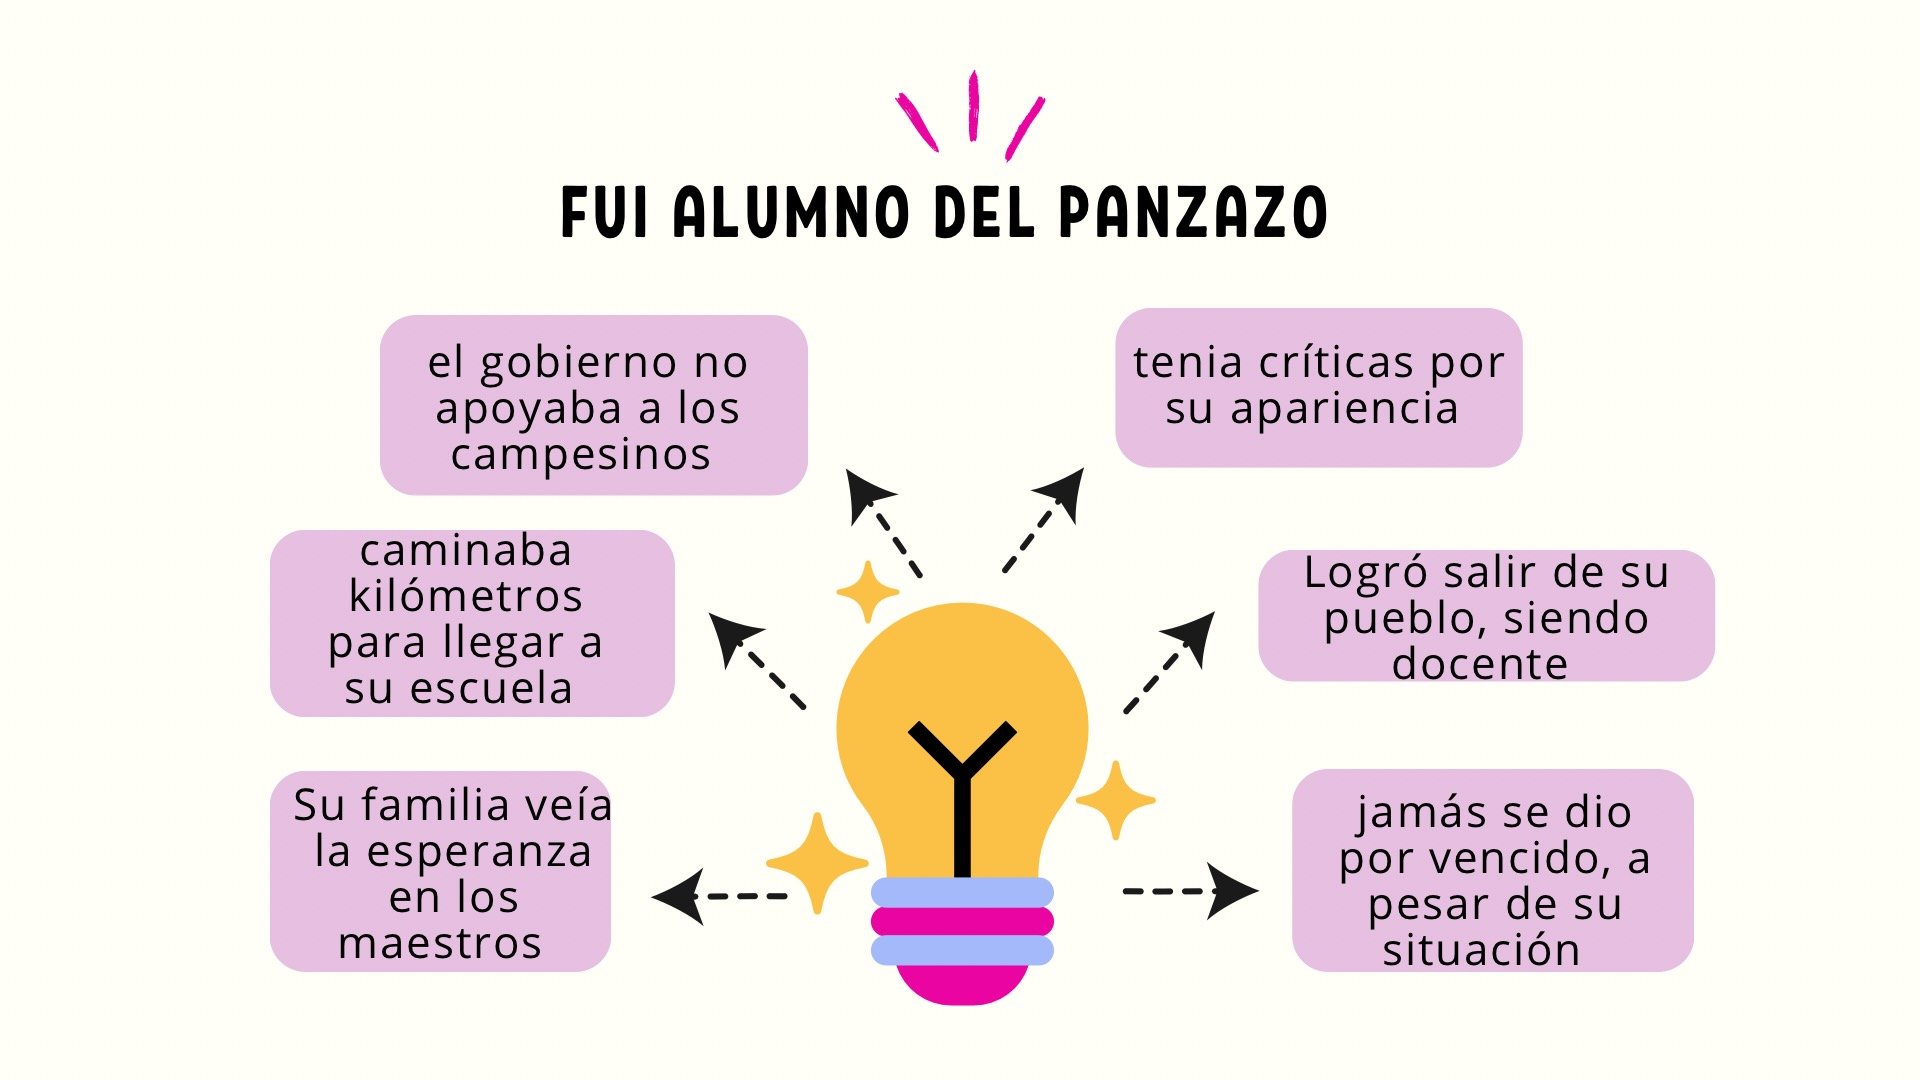 FUI ALUMNO DEL PANZAZO
el gobierno no
apoyaba a los
campesinos
tenia críticas por
su apariencia
caminaba
kilómetros
para llegar a
su escuela
Logró salir de su
pueblo, siendo
docente
Su familia veía
la esperanza
en los
maestros
jamás se dio
por vencido, a
pesar de su
situación